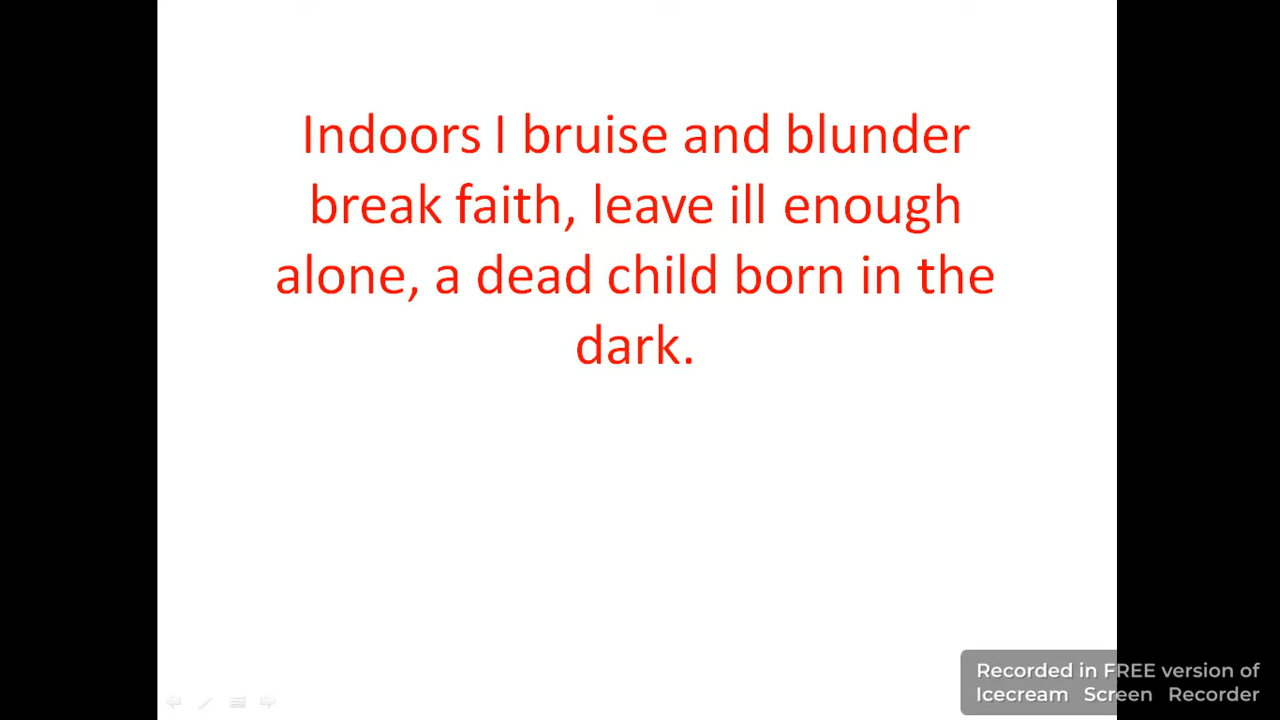 Indoors I bruise and blunder
break faith, leave ill enough
alone, a dead child born in the
dark.
Recorded in FREE version of
Icecream Screen Recorder